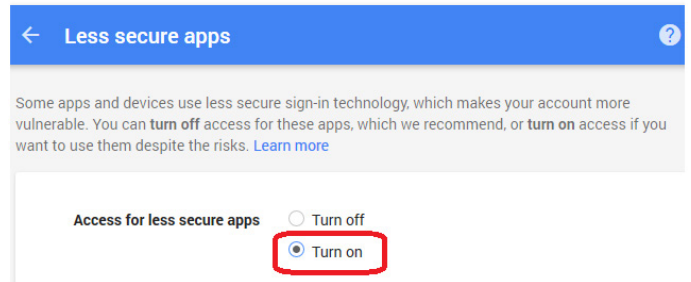 Less secure apps
Some apps and devices use less secure sign-in technology, which makes your account more
vulnerable. You can turn off access for these apps, which we recommend, or turn on access if you
want to use them despite the risks. Learn more
Access for less secure apps
Turn off
Turn on